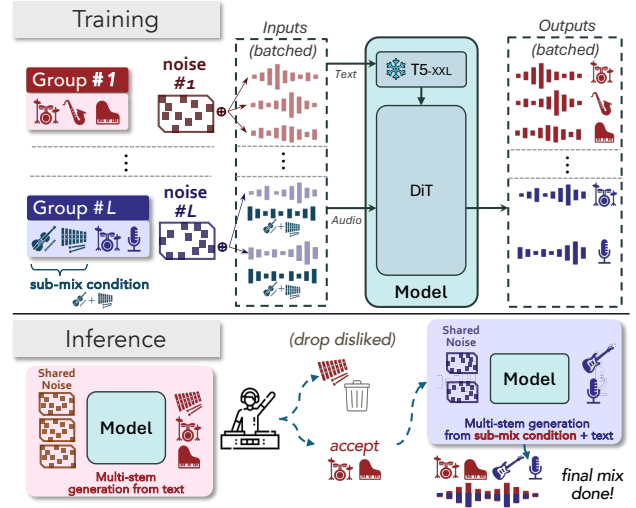 Training
Inputs
(batched)
Outputs
(batched)
Group #1
noise
#1
Text
T5-XXL
DiT
Group #L
noise
#L
Audio
sub-mix condition
+
Model
Inference
(drop disliked)
Shared
Noise
Model
Multi-stem
generation from text
accept
Shared
Noise
Model
Multi-stem generation
from sub-mix condition + text
final mix
done!